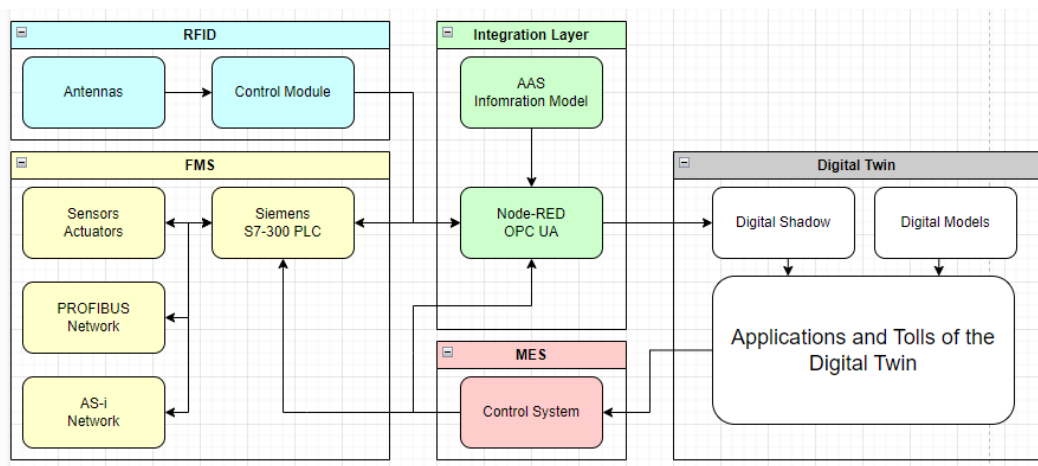 RFID
Antennas
Control Module
Integration Layer
AAS
Infomration Model
FMS
Sensors
Actuators
Siemens
S7-300 PLC
Node-RED
OPC UA
PROFIBUS
Network
AS-i
Network
MES
Control System
Digital Twin
Digital Shadow
Digital Models
Applications and Tolls of the
Digital Twin